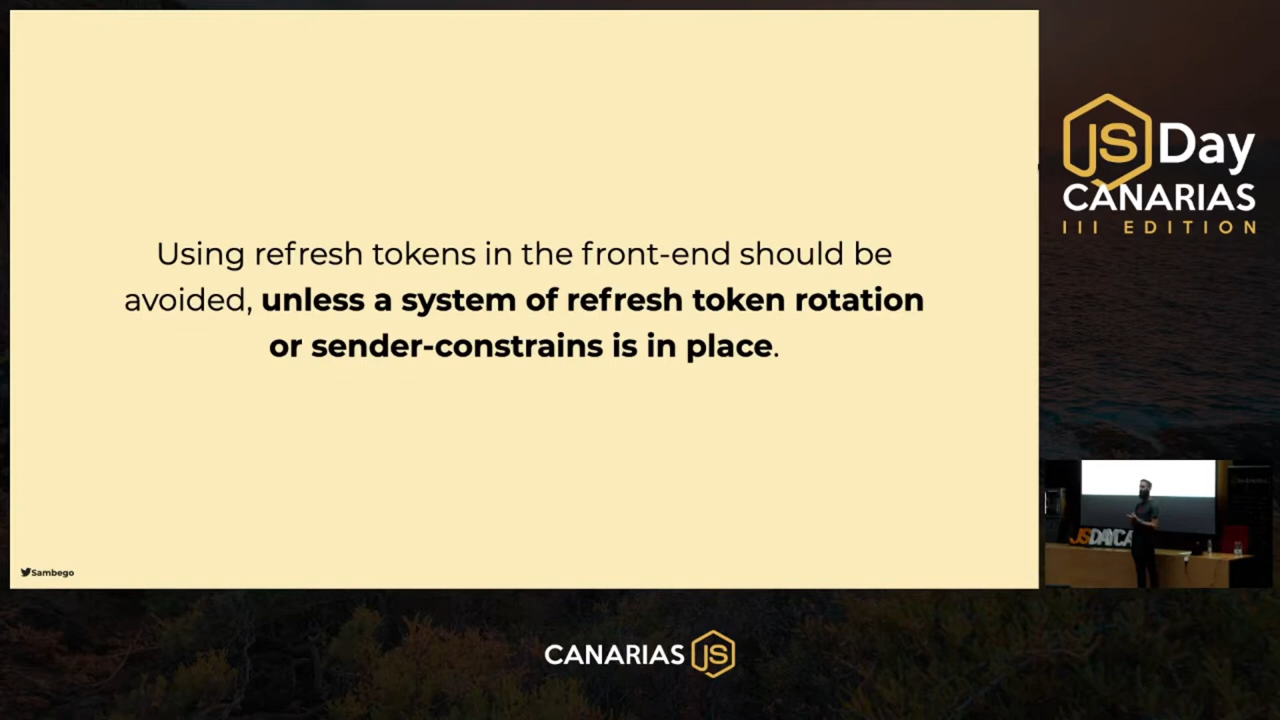 Using refresh tokens in the front-end should be
avoided, unless a system of refresh token rotation
or sender-constrains is in place.
Sambego
JS Day
CANARIAS
III EDITION
JSDAYCA
CANARIAS JS